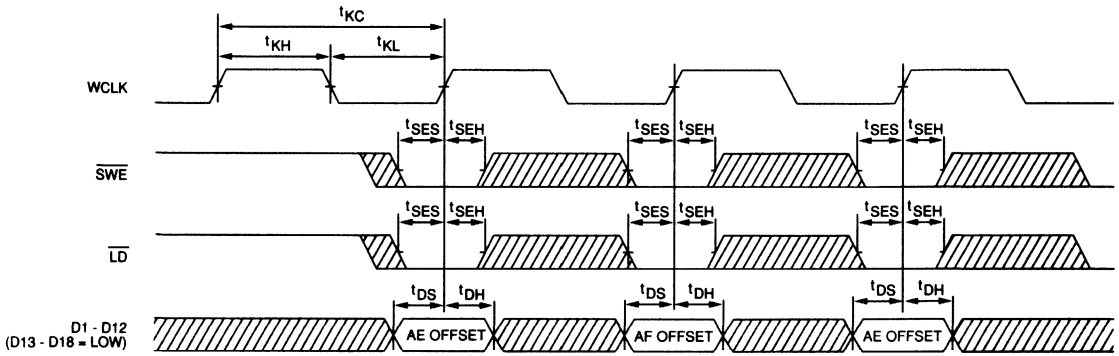 tKC
tKH tKL
WCLK
tSES tSEH tSES tSEH tSES tSEH
SWE
tSES tSEH tSES tSEH tSES tSEH
LD
tDS tDH tDS tDH tDS tDH
D1 - D12
(D13 - D18 = LOW)
AE OFFSET AF OFFSET AE OFFSET